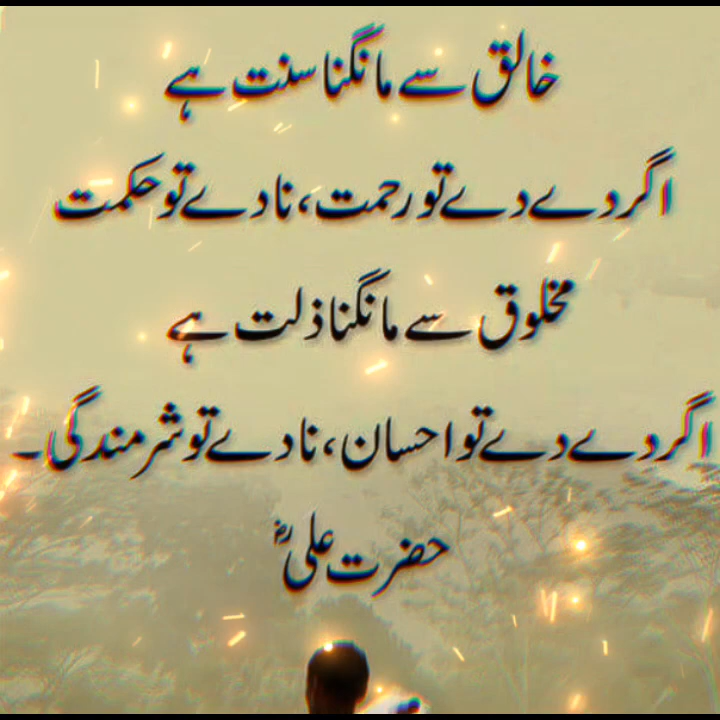 خالق سے مانگنا سنت ہے
اگر دے دے تو رحمت، نا دے تو حکمت
مخلوق سے مانگنا ذلت ہے
اگر دے دے تو احسان، نا دے تو شرمندگی۔
حضرت علیؓ